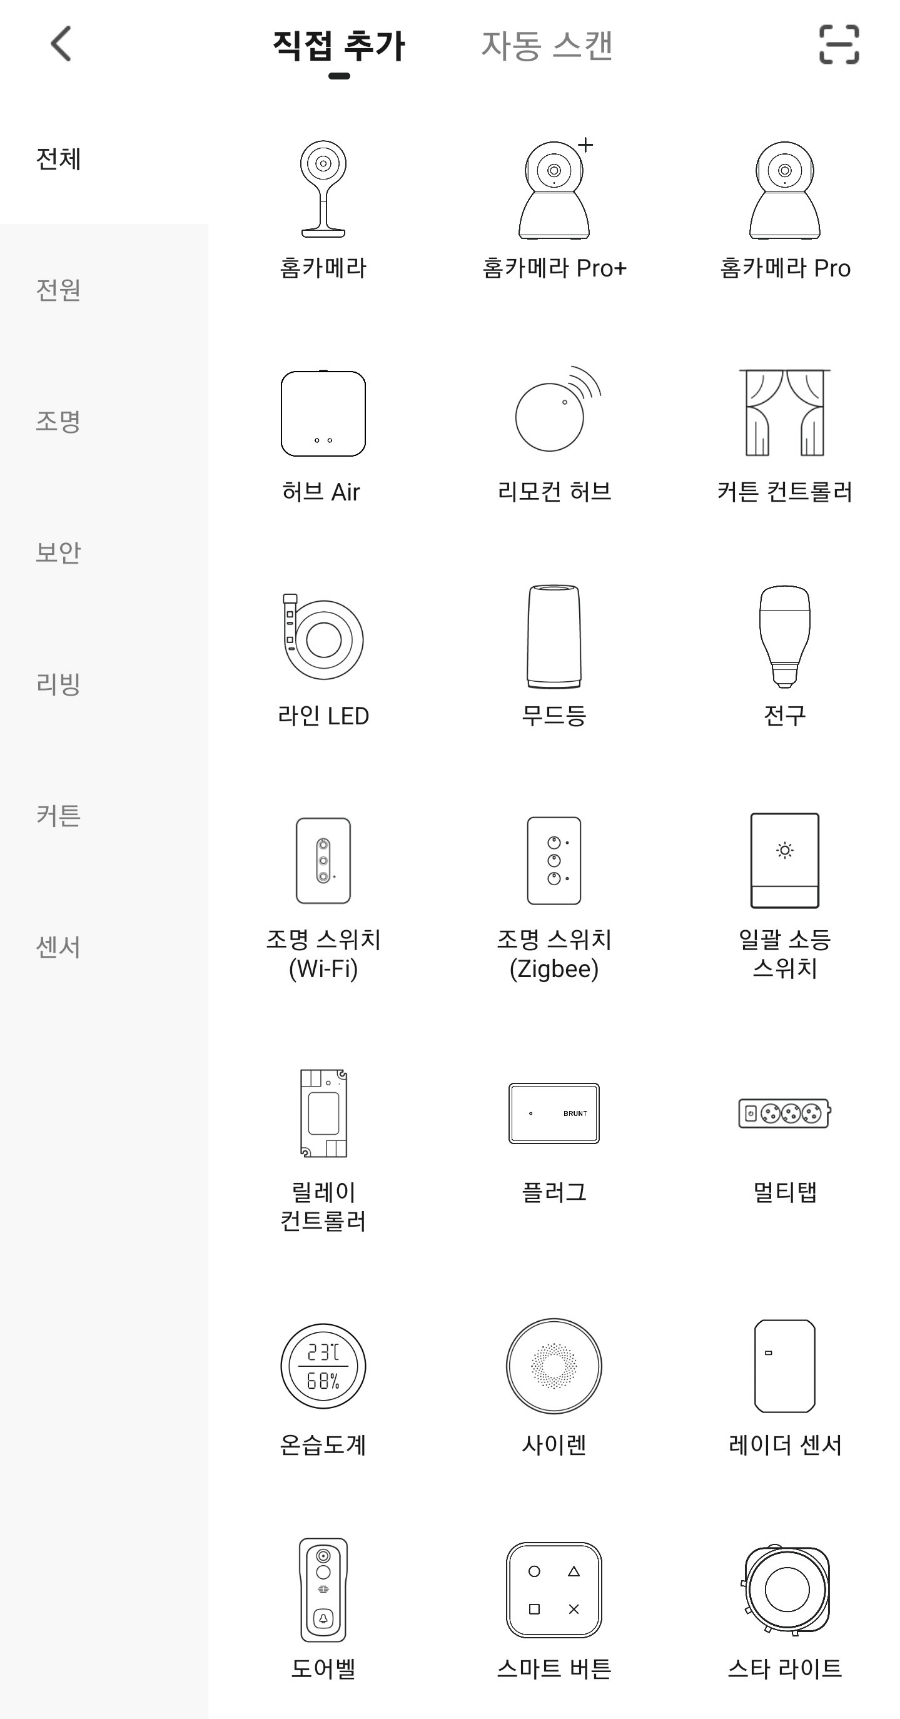 직접 추가
자동 스캔
전체
전원
조명
보안
리빙
커튼
센서
홈카메라
홈카메라 Pro+
홈카메라 Pro
허브 Air
리모컨 허브
커튼 컨트롤러
라인 LED
무드등
전구
조명 스위치
(Wi-Fi)
조명 스위치
(Zigbee)
일괄 소등
스위치
릴레이
컨트롤러
BRUNT
플러그
멀티탭
23℃
68%
온습도계
사이렌
레이더 센서
도어벨
스마트 버튼
스타 라이트